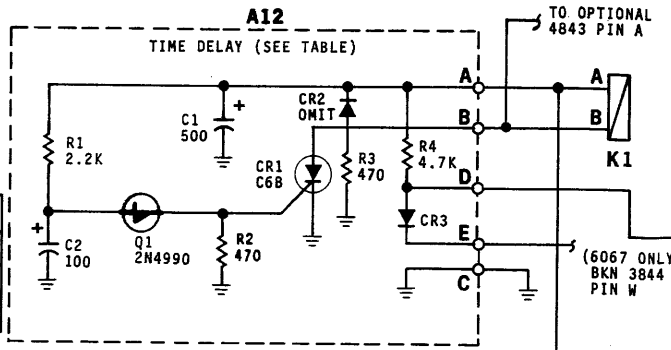 A12
TO OPTIONAL
4843 PIN A
TIME DELAY (SEE TABLE)
A
A
CR2
OMIT
B
B
C1
500
+
R1
2.2K
R4
4.7K
K1
CR1
C6B
R3
470
D
+
CR3
C2
100
Q1
2N4990
R2
470
E
(6067 ONLY
BKN 3844
PIN W
C